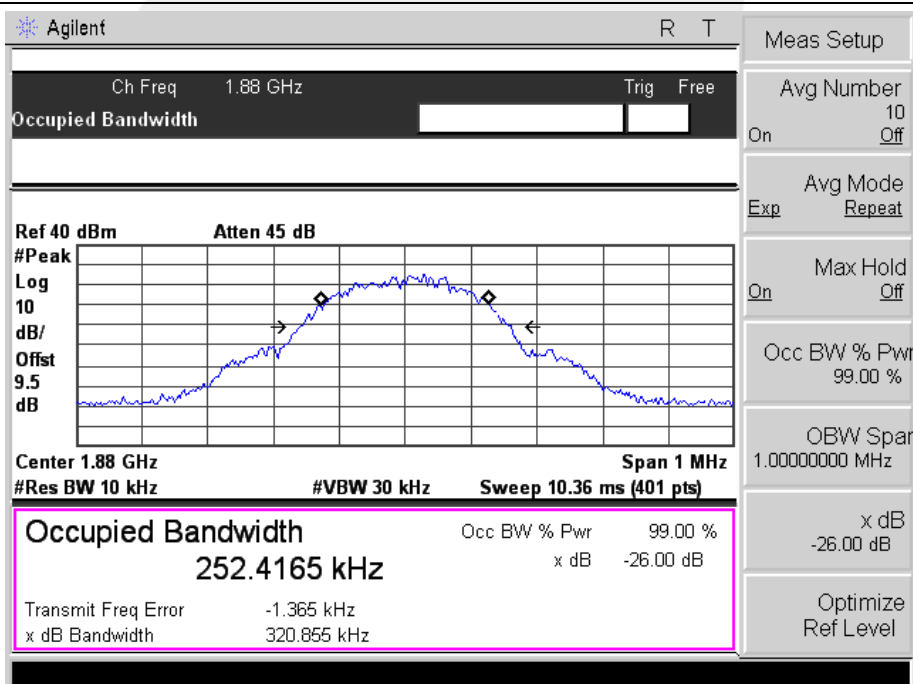 Agilent R T
Ch Freq 1.88 GHz Trig Free
Occupied Bandwidth
Ref 40 dBm Atten 45 dB
#Peak
Log
10
dB/
Offst
9.5
dB
Center 1.88 GHz Span 1 MHz
#Res BW 10 kHz #VBW 30 kHz Sweep 10.36 ms (401 pts)
Occupied Bandwidth Occ BW % Pwr 99.00 %
252.4165 kHz x dB -26.00 dB
Transmit Freq Error -1.365 kHz
x dB Bandwidth 320.855 kHz
Meas Setup
Avg Number
10
On Off
Avg Mode
Exp Repeat
Max Hold
On Off
Occ BW % Pwr
99.00 %
OBW Span
1.00000000 MHz
x dB
-26.00 dB
Optimize
Ref Level